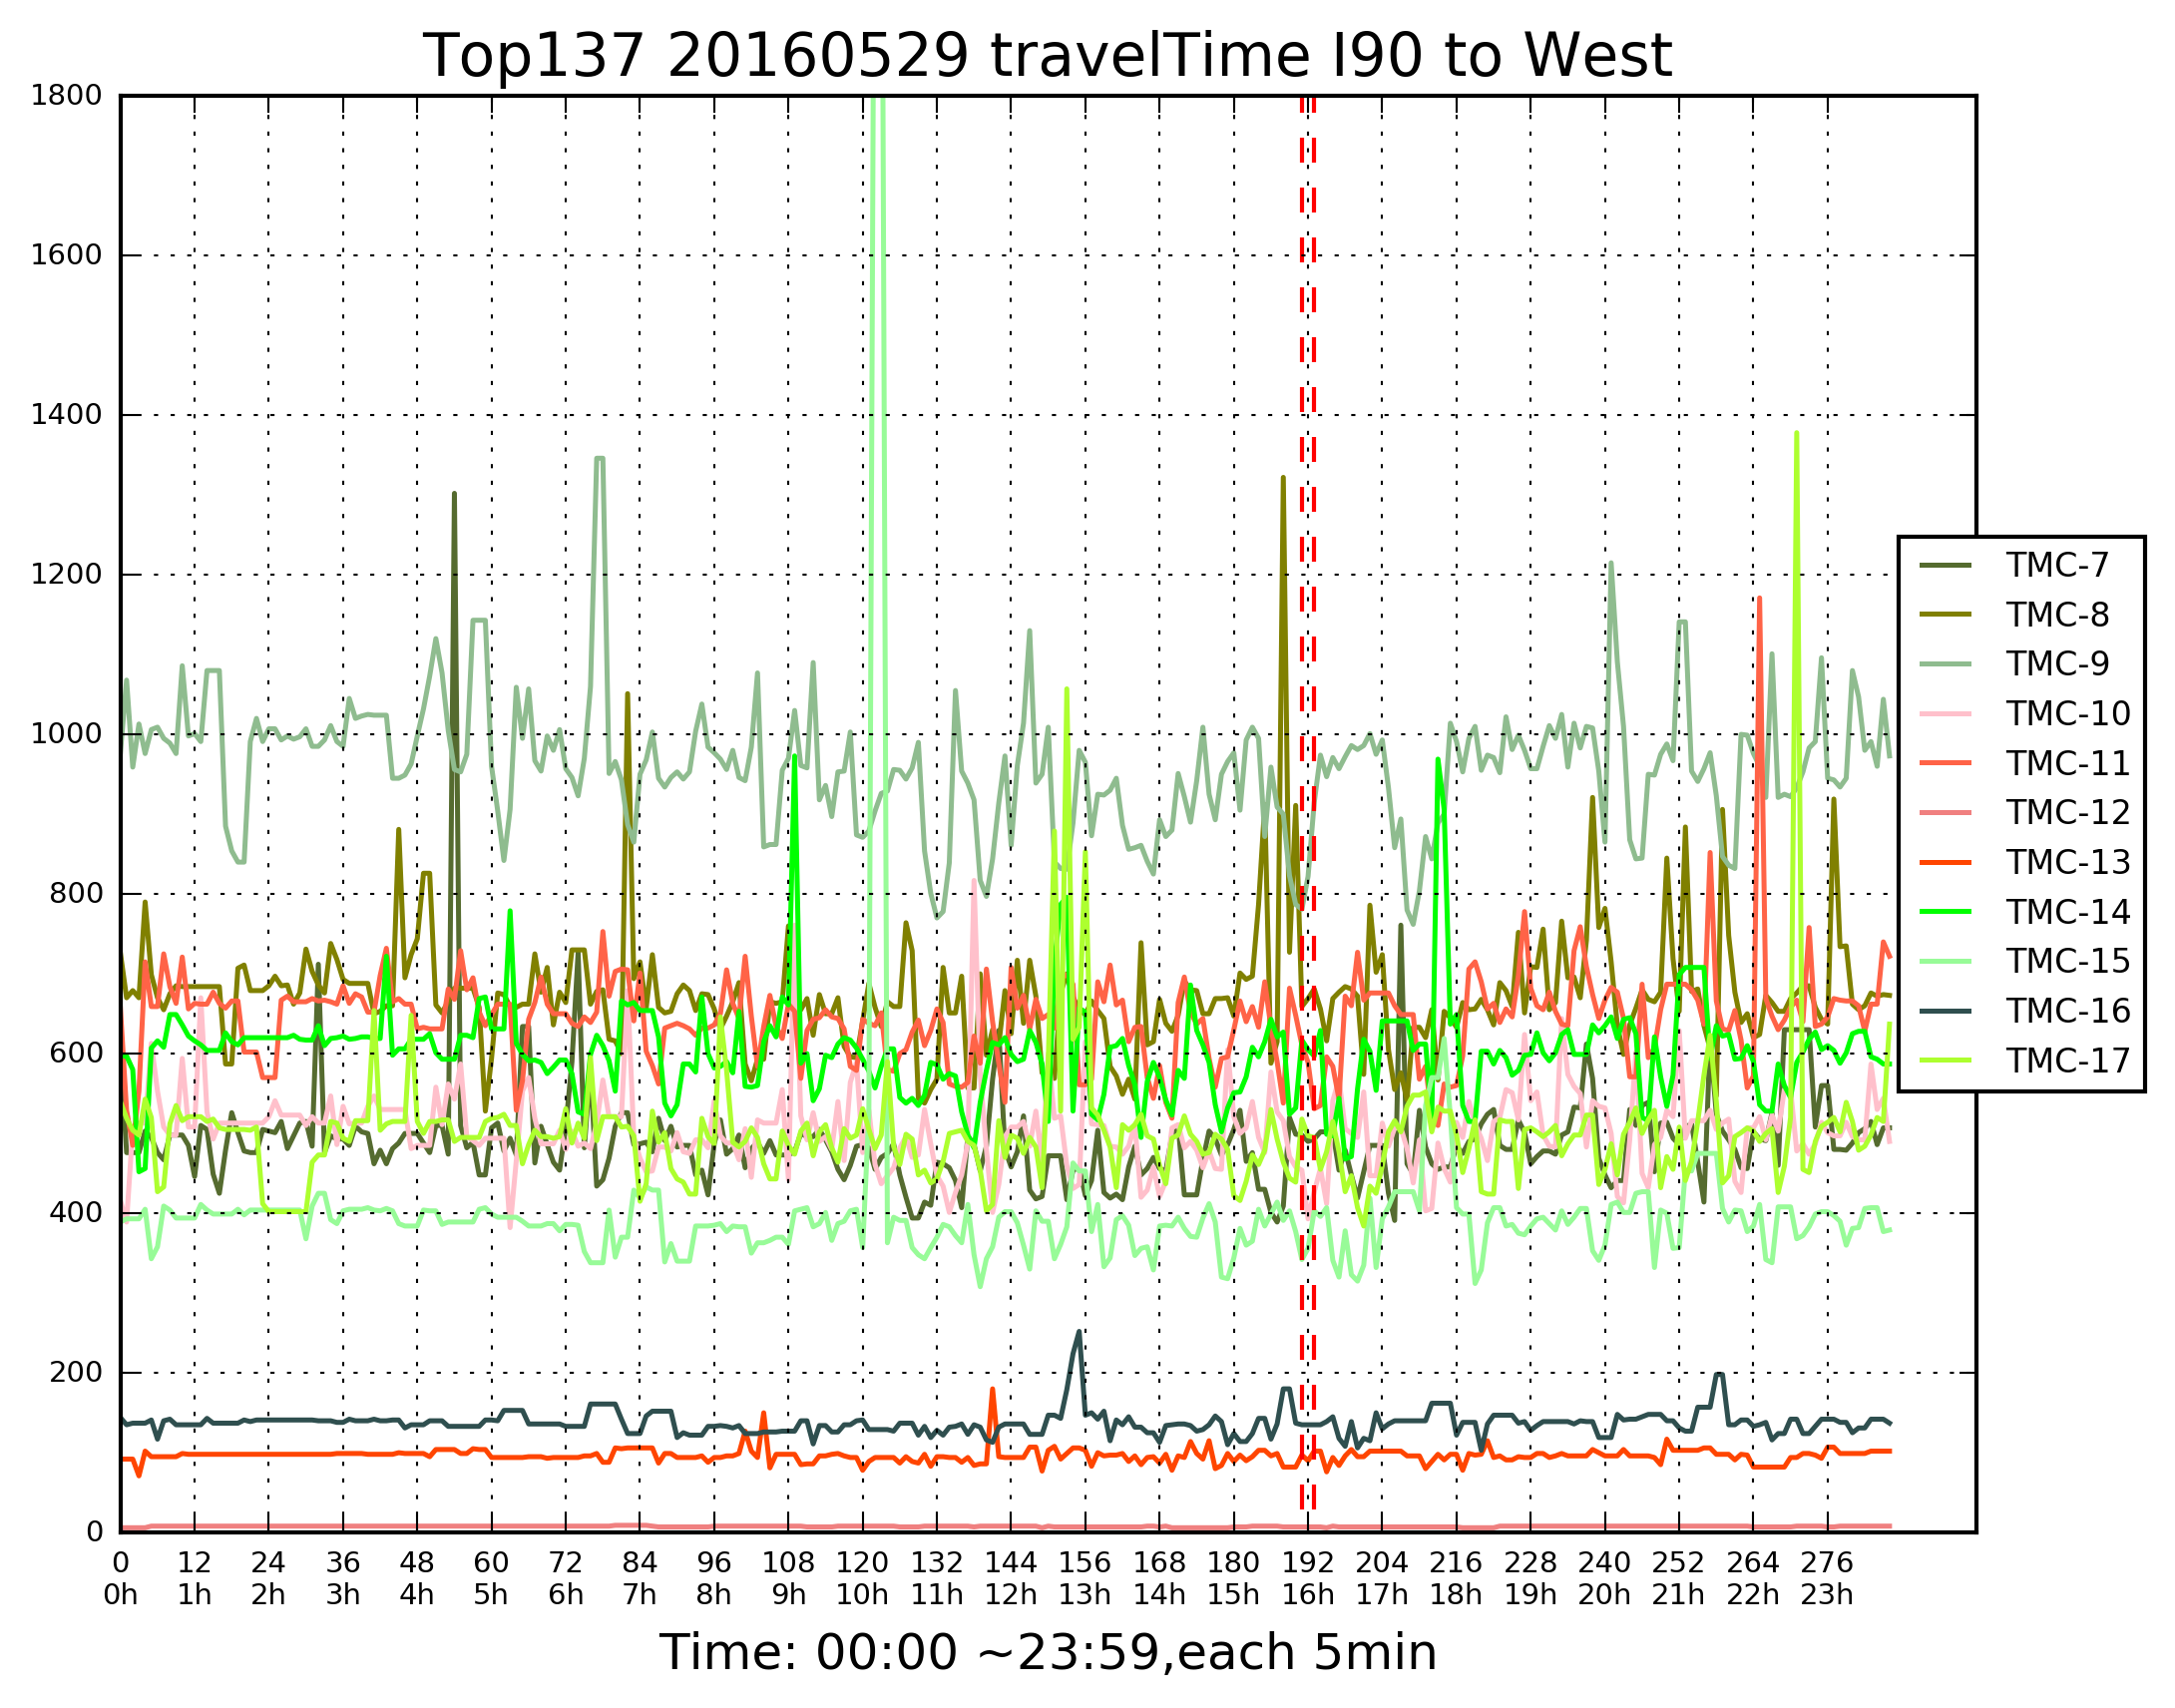 Top137 20160529 travelTime I90 to West
1800
1600
1400
1200
1000
800
600
400
200
0
0 12 24 36 48 60 72 84 96 108 120 132 144 156 168 180 192 204 216 228 240 252 264 276
0h 1h 2h 3h 4h 5h 6h 7h 8h 9h 10h 11h 12h 13h 14h 15h 16h 17h 18h 19h 20h 21h 22h 23h
Time: 00:00 ~23:59,each 5min
TMC-7
TMC-8
TMC-9
TMC-10
TMC-11
TMC-12
TMC-13
TMC-14
TMC-15
TMC-16
TMC-17